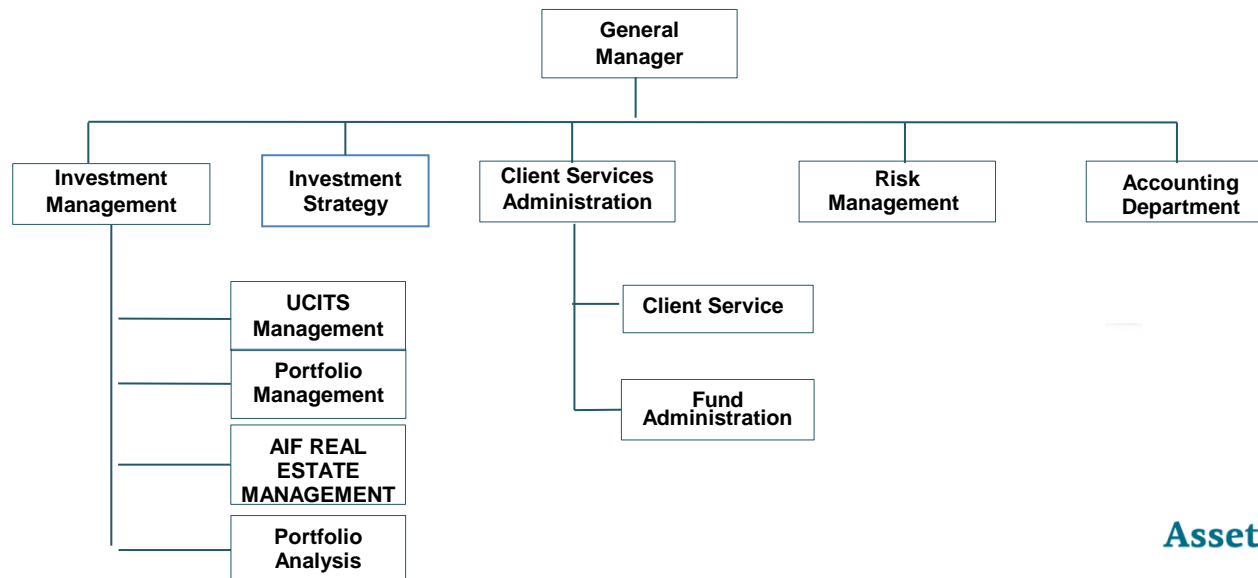 General
Manager
Investment
Management
Investment
Strategy
Client Services
Administration
Risk
Management
Accounting
Department
UCITS
Management
Client Service
Portfolio
Management
Fund
Administration
AIF REAL
ESTATE
MANAGEMENT
Portfolio
Analysis
Asset